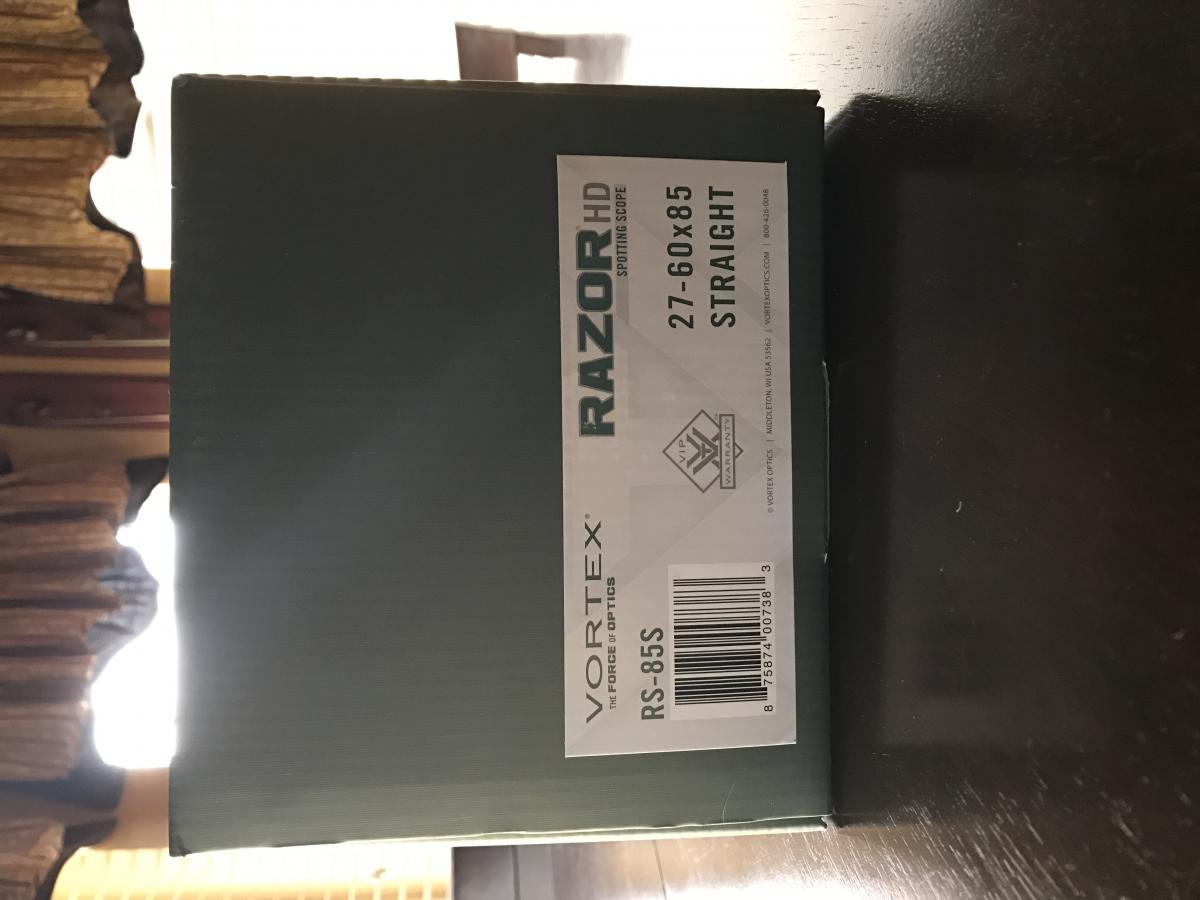 VORTEX®
THE FORCE OF OPTICS
RAZOR HD
SPOTTING SCOPE
RS-85S
27-60x85
STRAIGHT
VIP
WARRANTY
8 75874 00738 3
© VORTEX OPTICS | MIDDLETON, WI USA 53562 | VORTEXOPTICS.COM | 800-426-0048